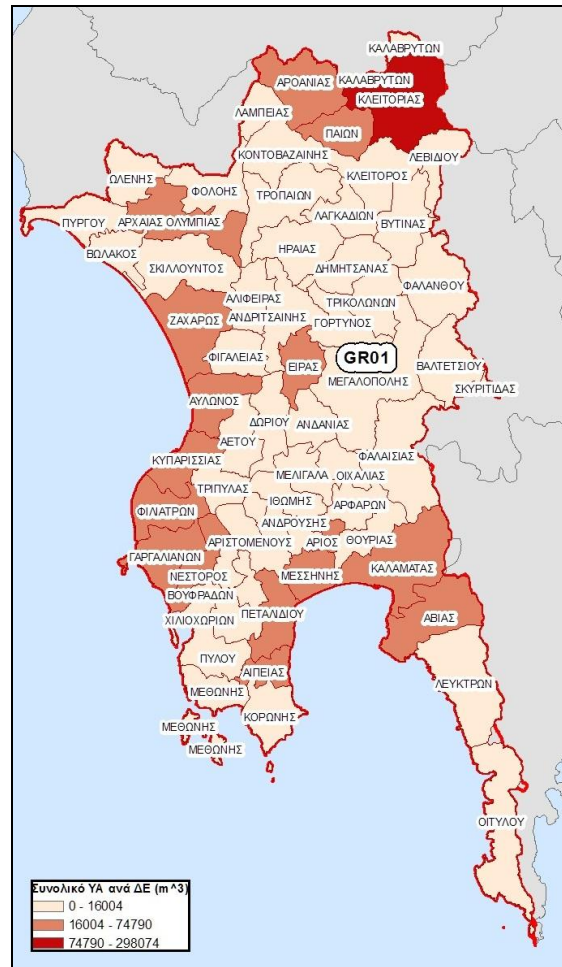 ΚΑΛΑΒΡΥΤΩΝ
ΑΡΟΑΝΙΑΣ
ΚΑΛΑΒΡΥΤΩΝ
ΚΛΕΙΤΟΡΙΑΣ
ΛΑΜΠΕΙΑΣ
ΠΑΙΩΝ
ΚΟΝΤΟΒΑΖΑΙΝΗΣ
ΛΕΒΙΔΙΟΥ
ΩΛΕΝΗΣ
ΦΟΛΟΗΣ
ΚΛΕΙΤΟΡΟΣ
ΤΡΟΠΑΙΩΝ
ΠΥΡΓΟΥ
ΑΡΧΑΙΑΣ ΟΛΥΜΠΙΑΣ
ΛΑΓΚΑΔΙΩΝ
ΒΥΤΙΝΑΣ
ΒΩΛΑΚΟΣ
ΗΡΑΙΑΣ
ΣΚΙΛΛΟΥΝΤΟΣ
ΔΗΜΗΤΣΑΝΑΣ
ΦΑΛΑΝΘΟΥ
ΑΛΙΦΕΙΡΑΣ
ΤΡΙΚΟΛΩΝΩΝ
ΖΑΧΑΡΩΣ
ΑΝΔΡΙΤΣΑΙΝΗΣ
ΓΟΡΤΥΝΟΣ
ΦΙΓΑΛΕΙΑΣ
GR01
ΕΙΡΑΣ
ΒΑΛΤΕΤΣΙΟΥ
ΜΕΓΑΛΟΠΟΛΗΣ
ΣΚΥΡΙΤΙΔΑΣ
ΑΥΛΩΝΟΣ
ΔΩΡΙΟΥ
ΑΝΔΑΝΙΑΣ
ΑΕΤΟΥ
ΚΥΠΑΡΙΣΣΙΑΣ
ΦΑΛΑΙΣΙΑΣ
ΜΕΛΙΓΑΛΑ
ΟΙΧΑΛΙΑΣ
ΤΡΙΠΥΛΑΣ
ΙΘΩΜΗΣ
ΑΡΦΑΡΩΝ
ΦΙΛΙΑΤΡΩΝ
ΑΝΔΡΟΥΣΗΣ
ΑΡΙΣΤΟΜΕΝΟΥΣ
ΑΡΙΟΣ
ΘΟΥΡΙΑΣ
ΓΑΡΓΑΛΙΑΝΩΝ
ΚΑΛΑΜΑΤΑΣ
ΝΕΣΤΟΡΟΣ
ΜΕΣΣΗΝΗΣ
ΒΟΥΦΡΑΔΩΝ
ΠΕΤΑΛΙΔΙΟΥ
ΑΒΙΑΣ
ΧΙΛΙΟΧΩΡΙΩΝ
ΠΥΛΟΥ
ΑΙΠΕΙΑΣ
ΛΕΥΚΤΡΩΝ
ΜΕΘΩΝΗΣ
ΚΟΡΩΝΗΣ
ΜΕΘΩΝΗΣ
ΜΕΘΩΝΗΣ
ΟΙΤΥΛΟΥ
Συνολικό ΥΑ ανά ΔΕ (m^3)
0 - 16004
16004 - 74790
74790 - 298074